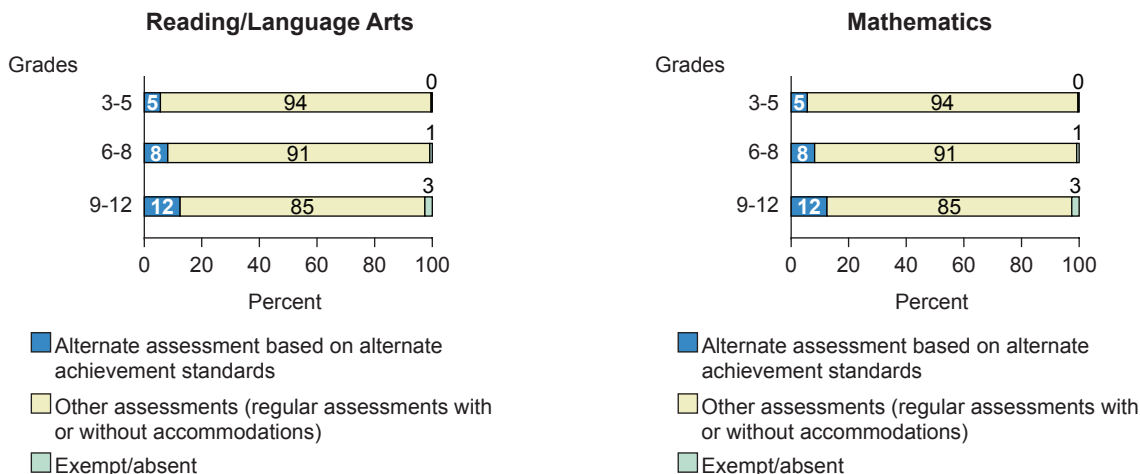 Reading/Language Arts
Grades
0
3-5 5 94
1
6-8 8 91
3
9-12 12 85
0 20 40 60 80 100
Percent
Alternate assessment based on alternate
achievement standards
Other assessments (regular assessments with
or without accommodations)
Exempt/absent
Mathematics
Grades
0
3-5 5 94
1
6-8 8 91
3
9-12 12 85
0 20 40 60 80 100
Percent
Alternate assessment based on alternate
achievement standards
Other assessments (regular assessments with
or without accommodations)
Exempt/absent